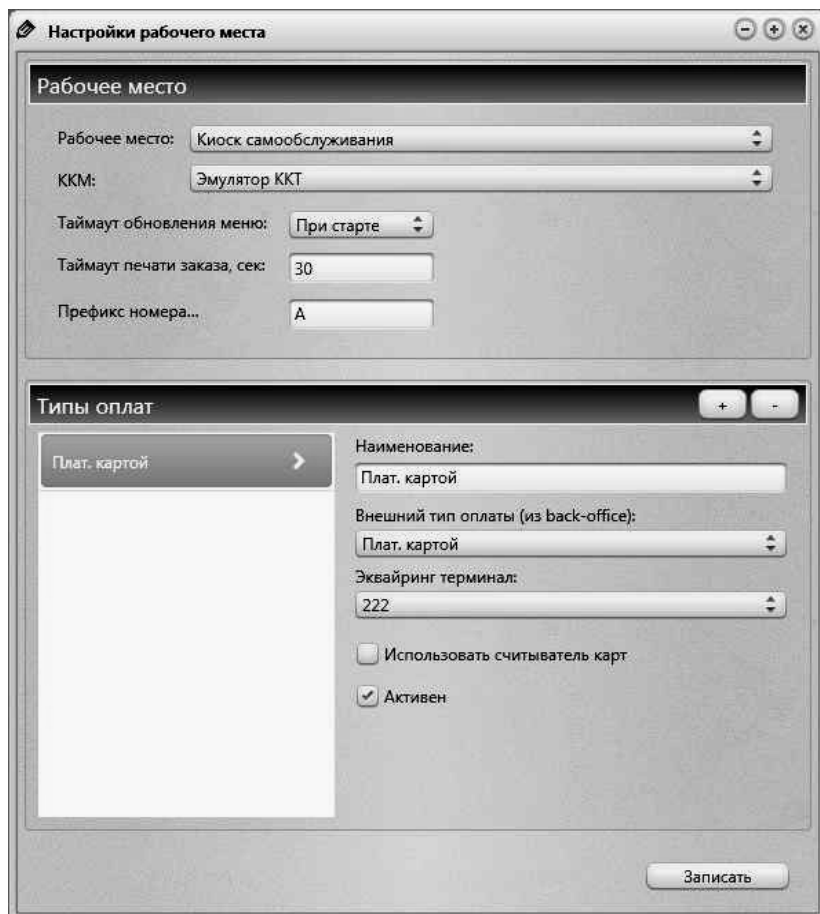 Настройки рабочего места
Рабочее место
Рабочее место: Киоск самообслуживания
ККМ: Эмулятор ККТ
Таймаут обновления меню: При старте
Таймаут печати заказа, сек: 30
Префикс номера... А
Типы оплат + -
Плат. картой
Наименование:
Плат. картой
Внешний тип оплаты (из back-office):
Плат. картой
Эквайринг терминал:
222
Использовать считыватель карт
Активен
Записать